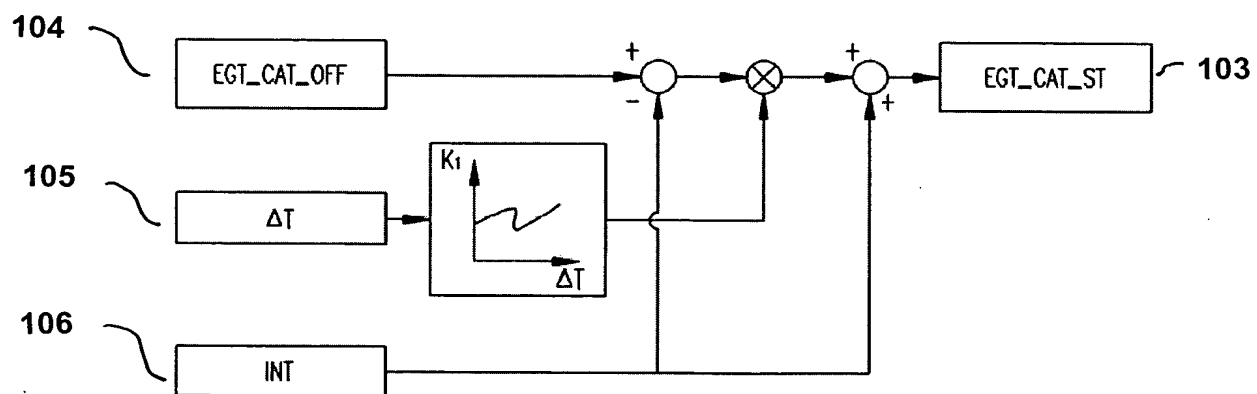 104
EGT_CAT_OFF
+
-
+
+
EGT_CAT_ST
103
105
ΔT
K1
ΔT
106
INT